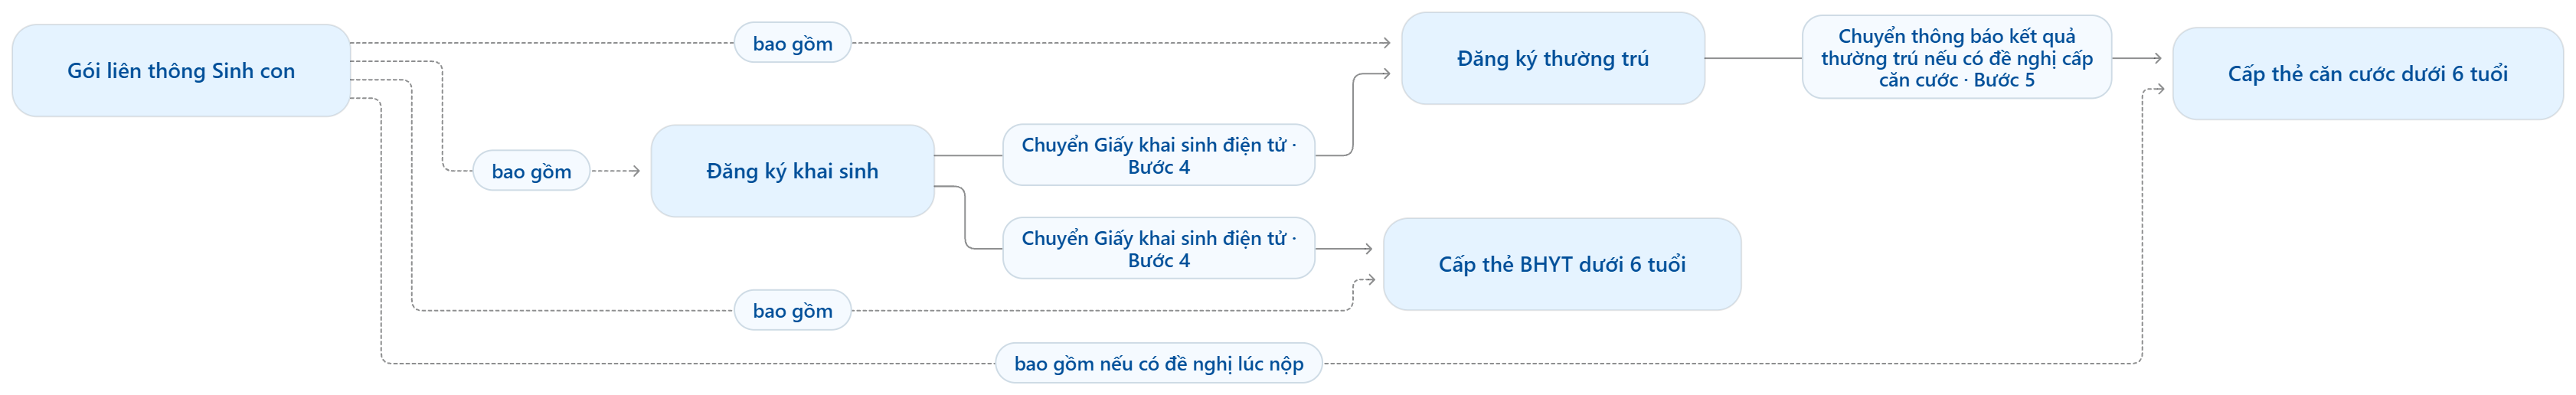 Gói liên thông Sinh con
bao gồm
Đăng ký thường trú
Chuyển thông báo kết quả
thường trú nếu có đề nghị cấp
căn cước · Bước 5
Cấp thẻ căn cước dưới 6 tuổi
bao gồm
Đăng ký khai sinh
Chuyển Giấy khai sinh điện tử ·
Bước 4
Chuyển Giấy khai sinh điện tử ·
Bước 4
Cấp thẻ BHYT dưới 6 tuổi
bao gồm
bao gồm nếu có đề nghị lúc nộp